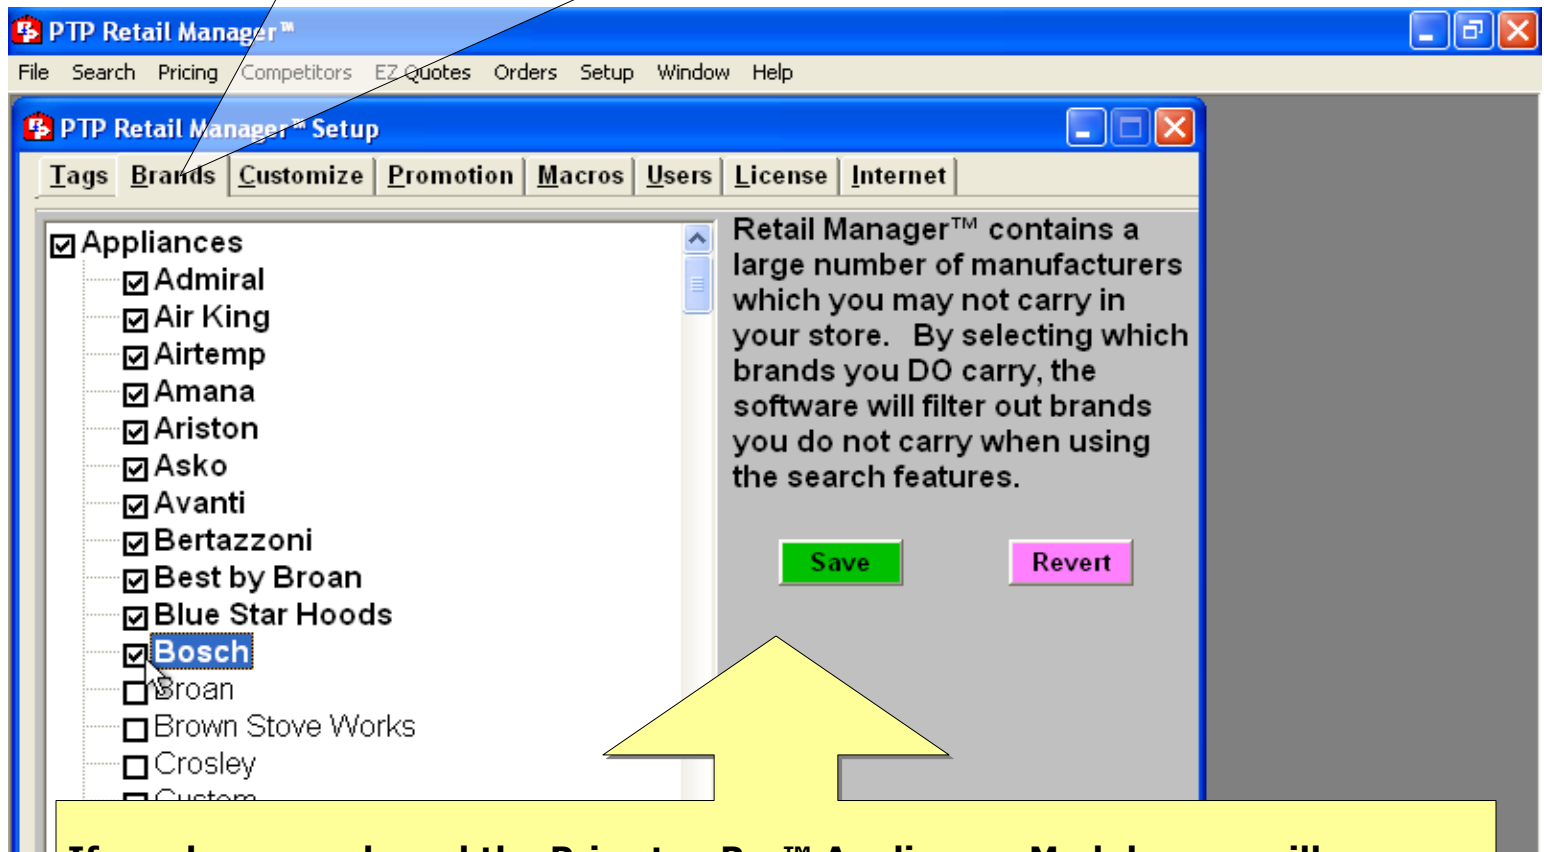 PTP Retail Manager™
File Search Pricing Competitors EZ Quotes Orders Setup Window Help
PTP Retail Manager™ Setup
Tags Brands Customize Promotion Macros Users License Internet
Appliances
Admiral
Air King
Airtemp
Amana
Ariston
Asko
Avanti
Bertazzoni
Best by Broan
Blue Star Hoods
Bosch
Broan
Brown Stove Works
Crosley
Custom
Retail Manager™ contains a
large number of manufacturers
which you may not carry in
your store. By selecting which
brands you DO carry, the
software will filter out brands
you do not carry when using
the search features.
Save Revert